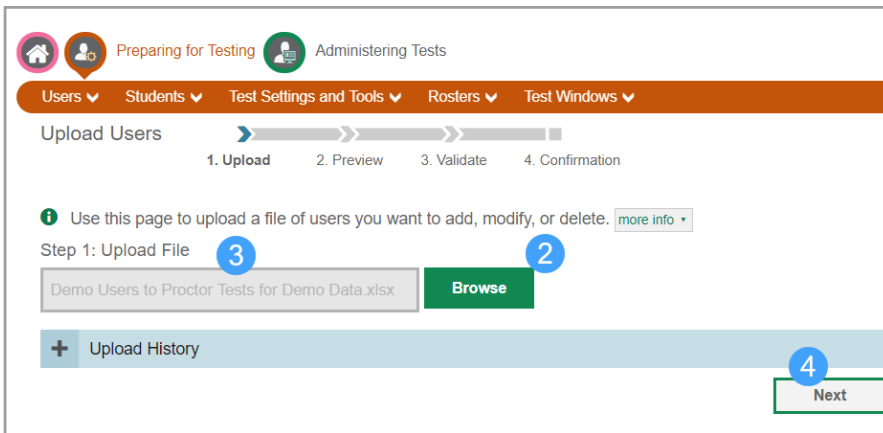 Preparing for Testing Administering Tests
Users Students Test Settings and Tools Rosters Test Windows
Upload Users
1. Upload 2. Preview 3. Validate 4. Confirmation
Use this page to upload a file of users you want to add, modify, or delete. more info
Step 1: Upload File 3 2
Demo Users to Proctor Tests for Demo Data.xlsx Browse
+ Upload History
4
Next